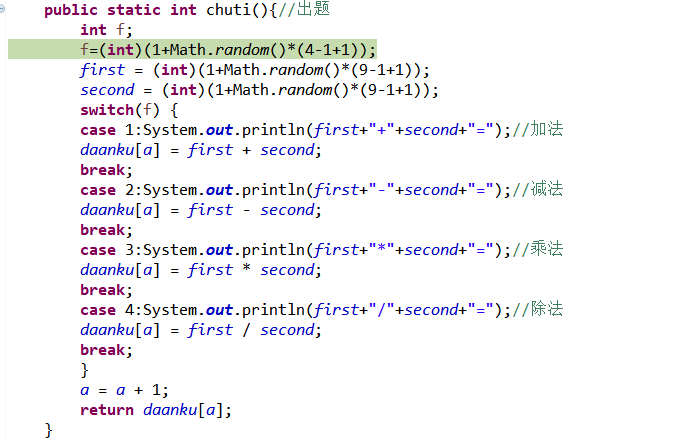 public static int chuti(){//出题
int f;
f=(int)(1+Math.random()*(4-1+1));
first = (int)(1+Math.random()*(9-1+1));
second = (int)(1+Math.random()*(9-1+1));
switch(f) {
case 1:System.out.println(first+"+"+second+"=");//加法
daanku[a] = first + second;
break;
case 2:System.out.println(first+"-"+second+"=");//减法
daanku[a] = first - second;
break;
case 3:System.out.println(first+"*"+second+"=");//乘法
daanku[a] = first * second;
break;
case 4:System.out.println(first+"/"+second+"=");//除法
daanku[a] = first / second;
break;
}
a = a + 1;
return daanku[a];
}